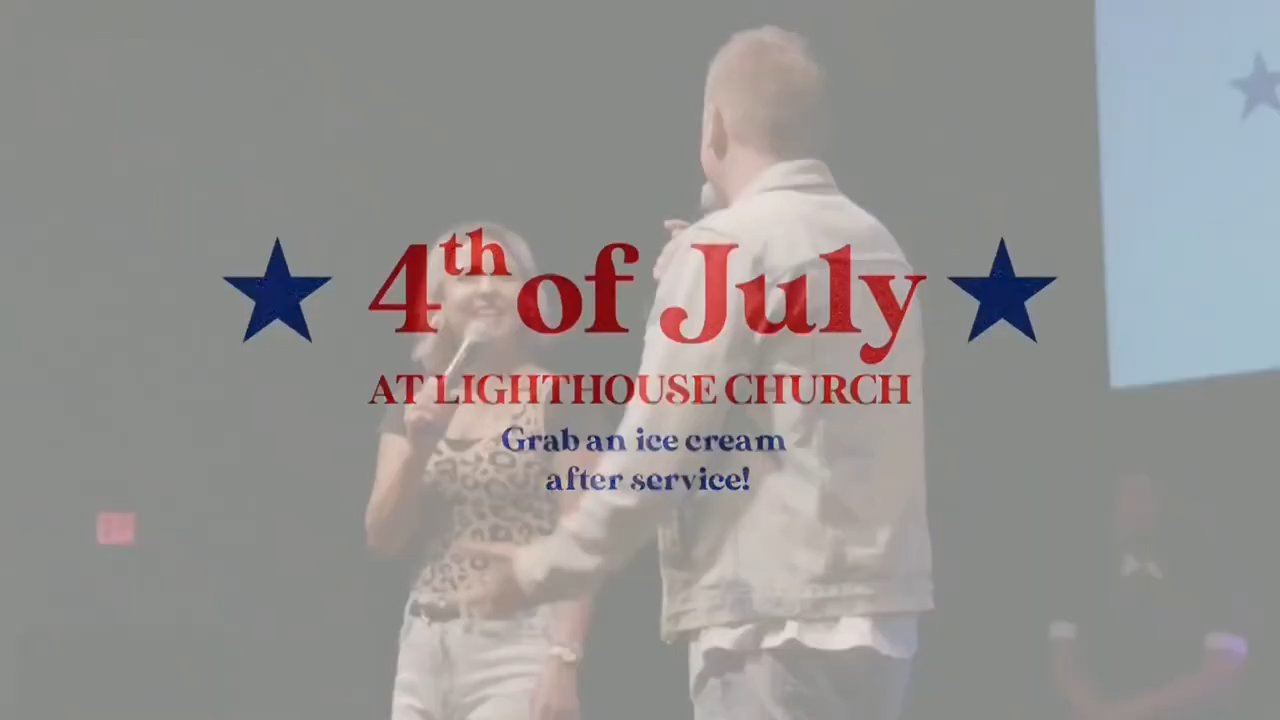 4th of July
AT LIGHTHOUSE CHURCH
Grab an ice cream
after service!